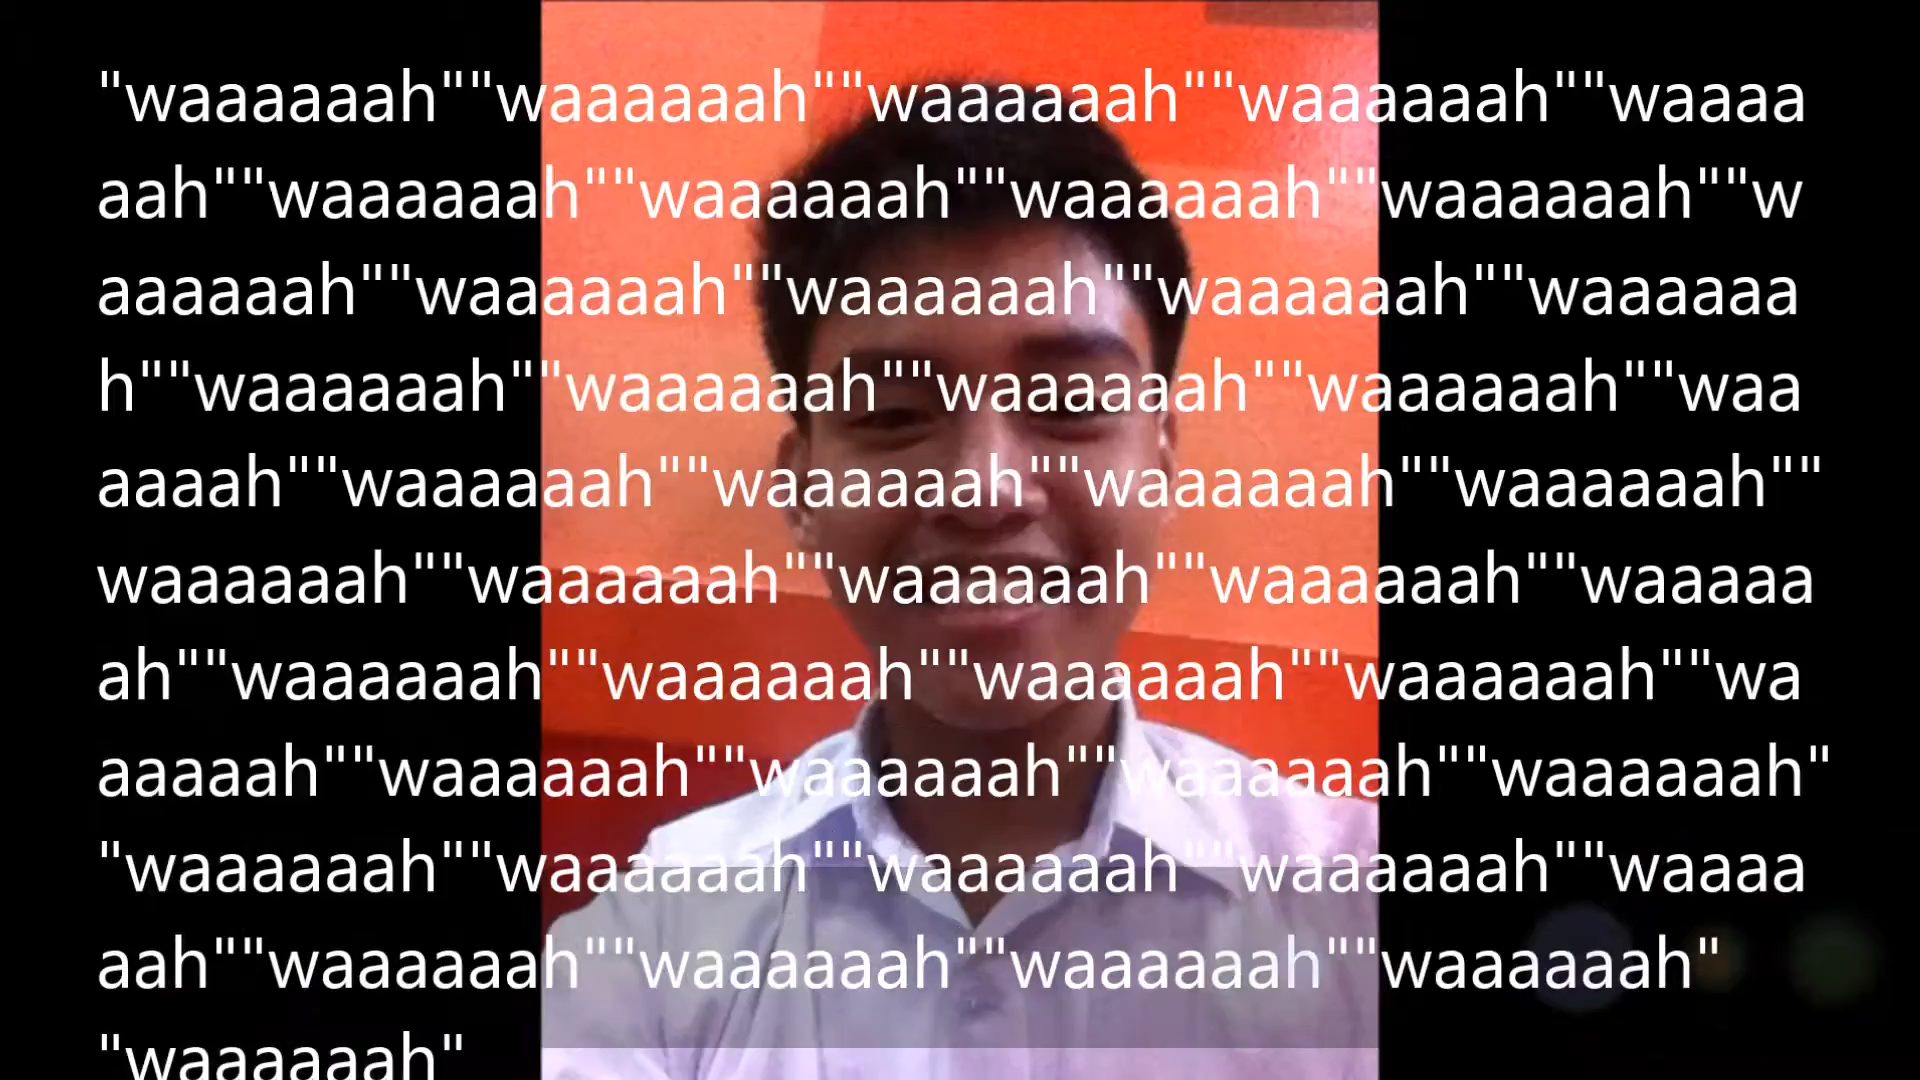 "waaaaaah""waaaaaah""waaaaaah""waaaaaah""waaaa
aah""waaaaaah""waaaaaah""waaaaaah""waaaaaah""w
aaaaaah""waaaaaah""waaaaaah""waaaaaah""waaaaaa
h""waaaaaah""waaaaaah""waaaaaah""waaaaaah""waa
aaaah""waaaaaah""waaaaaah""waaaaaah""waaaaaah""
waaaaaah""waaaaaah""waaaaaah""waaaaaah""waaaaa
ah""waaaaaah""waaaaaah""waaaaaah""waaaaaah""wa
aaaaah""waaaaaah""waaaaaah""waaaaaah""waaaaaah"
"waaaaaah""waaaaaah""waaaaaah""waaaaaah""waaaa
aah""waaaaaah""waaaaaah""waaaaaah""waaaaaah"
"waaaaaah"